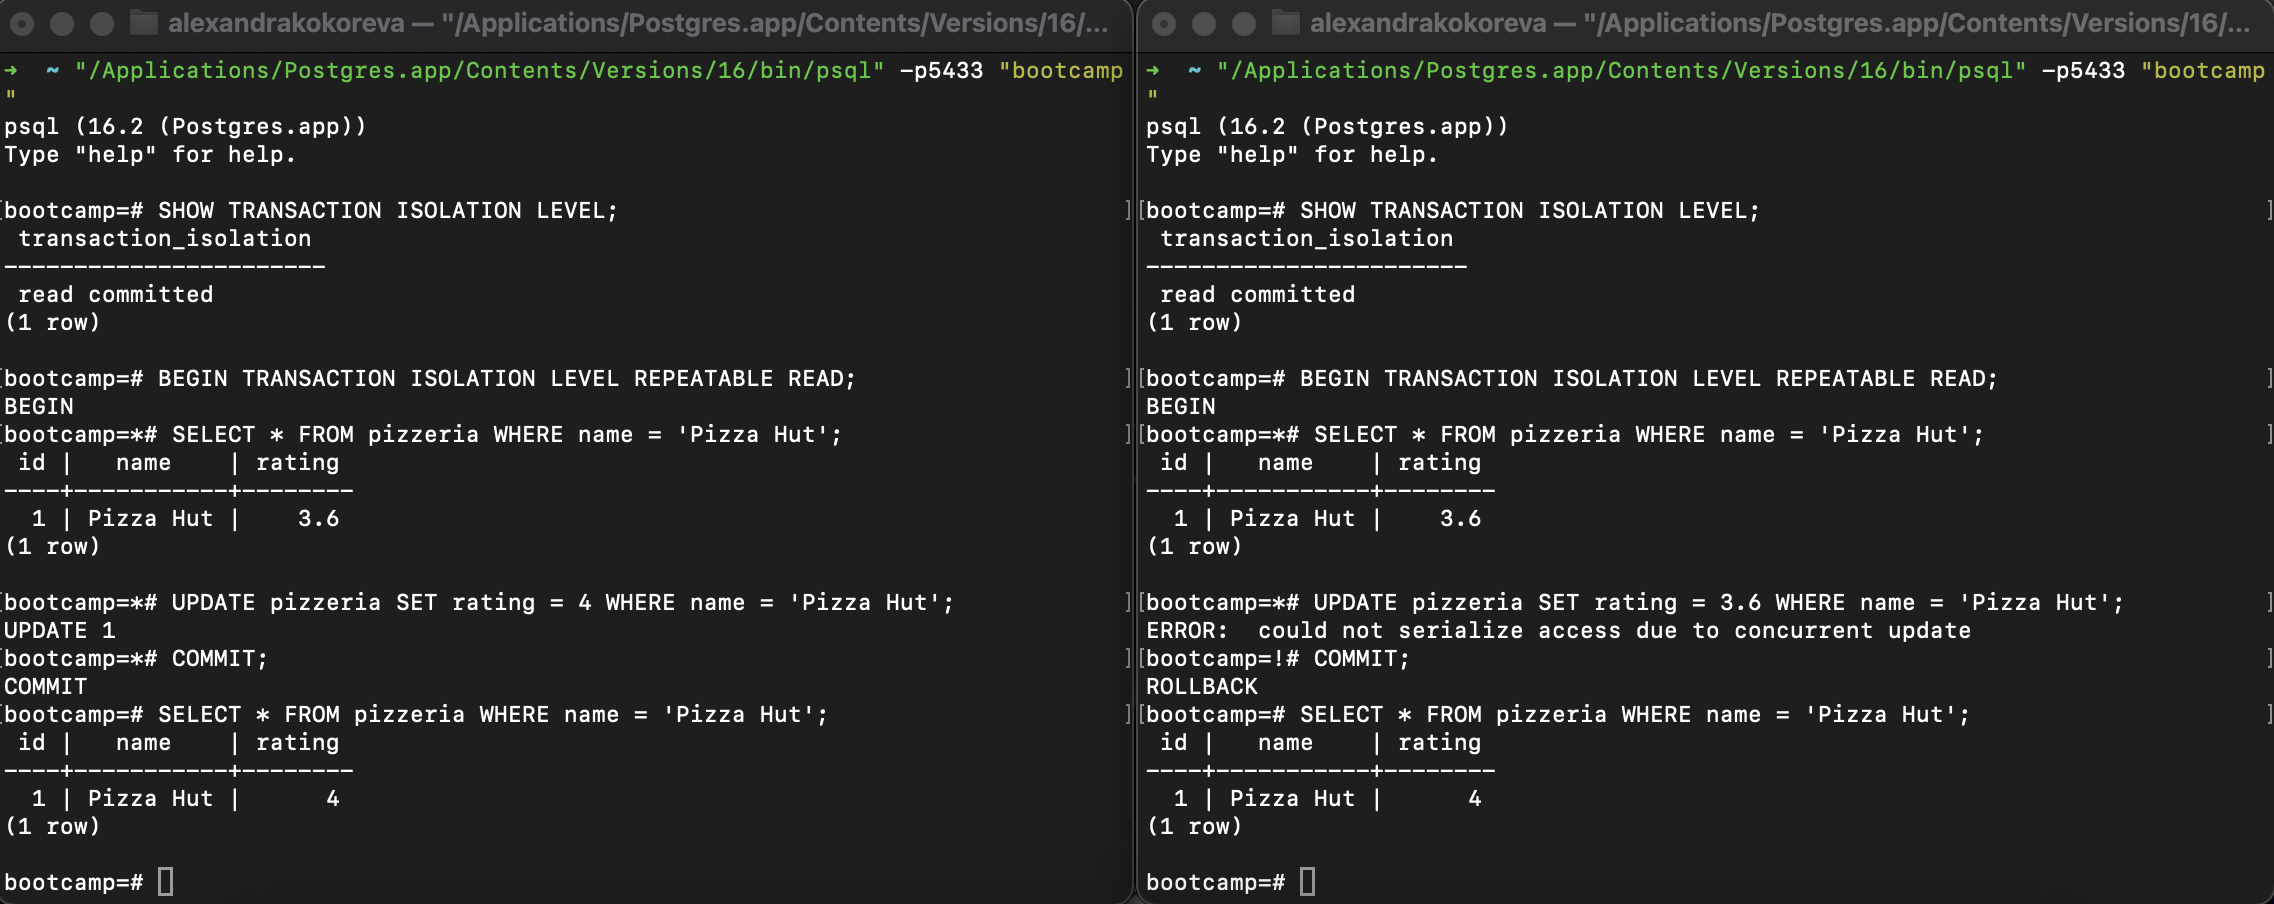 alexandrakokoreva — "/Applications/Postgres.app/Contents/Versions/16/...
➜  ~ "/Applications/Postgres.app/Contents/Versions/16/bin/psql" -p5433 "bootcamp
"
psql (16.2 (Postgres.app))
Type "help" for help.
[bootcamp=# SHOW TRANSACTION ISOLATION LEVEL; ]
 transaction_isolation
-----------------------
 read committed
(1 row)
[bootcamp=# BEGIN TRANSACTION ISOLATION LEVEL REPEATABLE READ; ]
BEGIN
[bootcamp=*# SELECT * FROM pizzeria WHERE name = 'Pizza Hut'; ]
 id |   name    | rating
----+-----------+--------
  1 | Pizza Hut |    3.6
(1 row)
[bootcamp=*# UPDATE pizzeria SET rating = 4 WHERE name = 'Pizza Hut'; ]
UPDATE 1
[bootcamp=*# COMMIT; ]
COMMIT
[bootcamp=# SELECT * FROM pizzeria WHERE name = 'Pizza Hut'; ]
 id |   name    | rating
----+-----------+--------
  1 | Pizza Hut |      4
(1 row)
bootcamp=#
alexandrakokoreva — "/Applications/Postgres.app/Contents/Versions/16/...
➜  ~ "/Applications/Postgres.app/Contents/Versions/16/bin/psql" -p5433 "bootcamp
"
psql (16.2 (Postgres.app))
Type "help" for help.
[bootcamp=# SHOW TRANSACTION ISOLATION LEVEL; ]
 transaction_isolation
-----------------------
 read committed
(1 row)
[bootcamp=# BEGIN TRANSACTION ISOLATION LEVEL REPEATABLE READ; ]
BEGIN
[bootcamp=*# SELECT * FROM pizzeria WHERE name = 'Pizza Hut'; ]
 id |   name    | rating
----+-----------+--------
  1 | Pizza Hut |    3.6
(1 row)
[bootcamp=*# UPDATE pizzeria SET rating = 3.6 WHERE name = 'Pizza Hut'; ]
ERROR:  could not serialize access due to concurrent update
[bootcamp=!# COMMIT; ]
ROLLBACK
[bootcamp=# SELECT * FROM pizzeria WHERE name = 'Pizza Hut'; ]
 id |   name    | rating
----+-----------+--------
  1 | Pizza Hut |      4
(1 row)
bootcamp=#